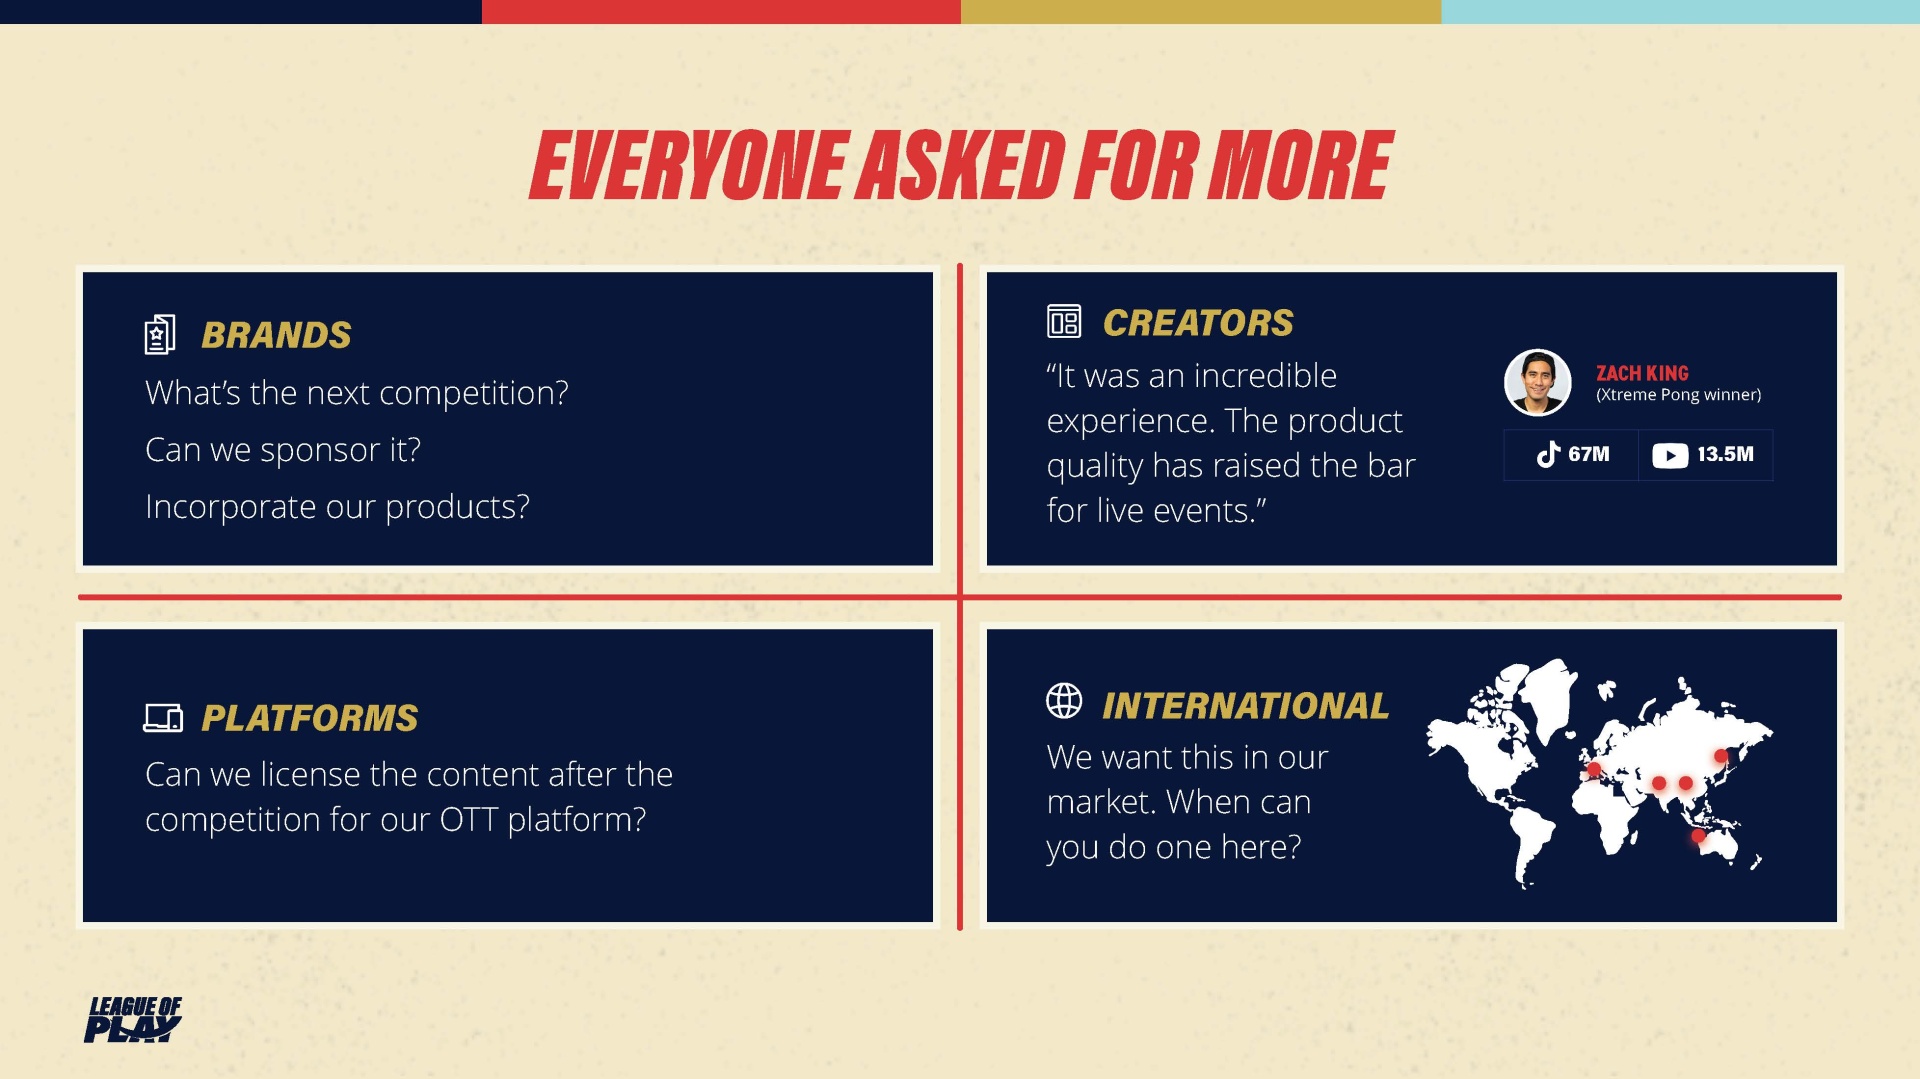 EVERYONE ASKED FOR MORE
BRANDS
What's the next competition?
Can we sponsor it?
Incorporate our products?
CREATORS
“It was an incredible
experience. The product
quality has raised the bar
for live events.”
ZACH KING
(Xtreme Pong winner)
67M
13.5M
PLATFORMS
Can we license the content after the
competition for our OTT platform?
INTERNATIONAL
We want this in our
market. When can
you do one here?
LEAGUE OF
PLAY